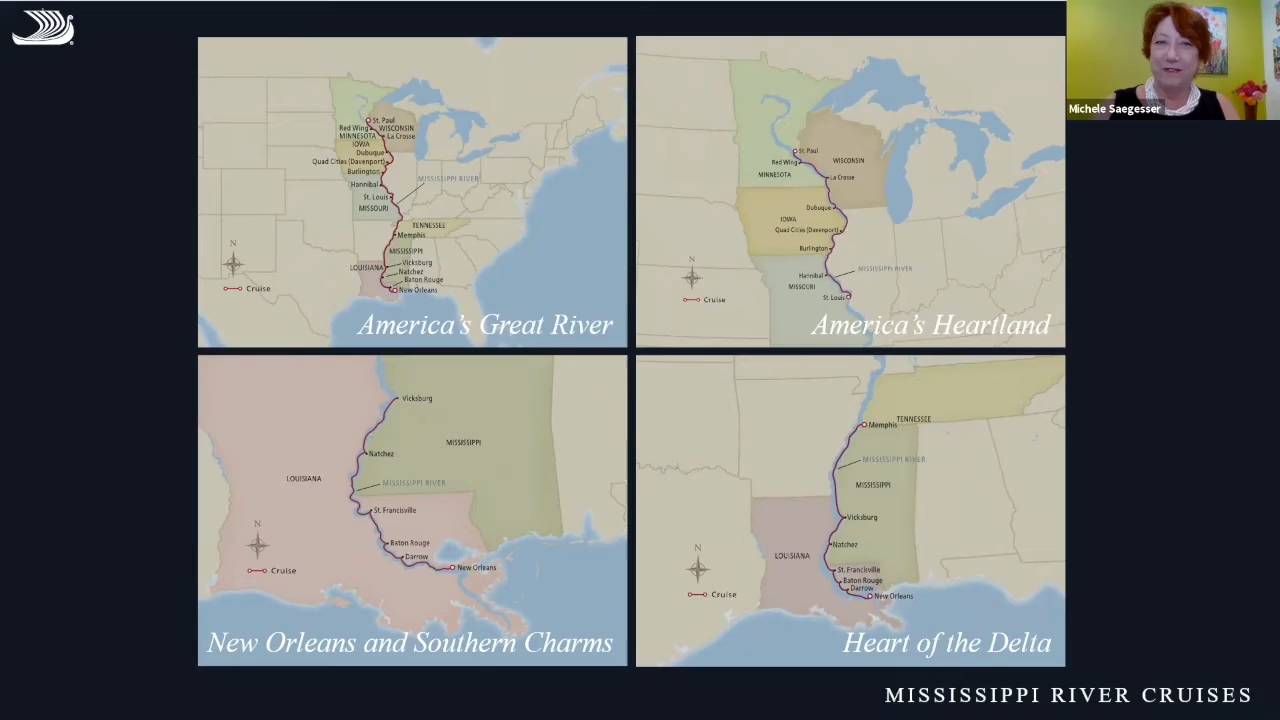 Michele Saegesser
St. Paul
Red Wing
WISCONSIN
MINNESOTA
La Crosse
IOWA
Dubuque
Quad Cities (Davenport)
Burlington
MISSISSIPPI RIVER
Hannibal
St. Louis
MISSOURI
TENNESSEE
Memphis
N
MISSISSIPPI
Vicksburg
LOUISIANA
Natchez
Baton Rouge
Cruise
New Orleans
America's Great River
St. Paul
WISCONSIN
Red Wing
MINNESOTA
La Crosse
Dubuque
IOWA
Quad Cities (Davenport)
Burlington
N
MISSISSIPPI RIVER
Hannibal
MISSOURI
Cruise
St. Louis
America's Heartland
Vicksburg
MISSISSIPPI
Natchez
LOUISIANA
MISSISSIPPI RIVER
St. Francisville
N
Baton Rouge
Darrow
New Orleans
Cruise
New Orleans and Southern Charms
TENNESSEE
Memphis
MISSISSIPPI RIVER
MISSISSIPPI
Vicksburg
Natchez
N
LOUISIANA
St. Francisville
Baton Rouge
Darrow
Cruise
New Orleans
Heart of the Delta
MISSISSIPPI RIVER CRUISES